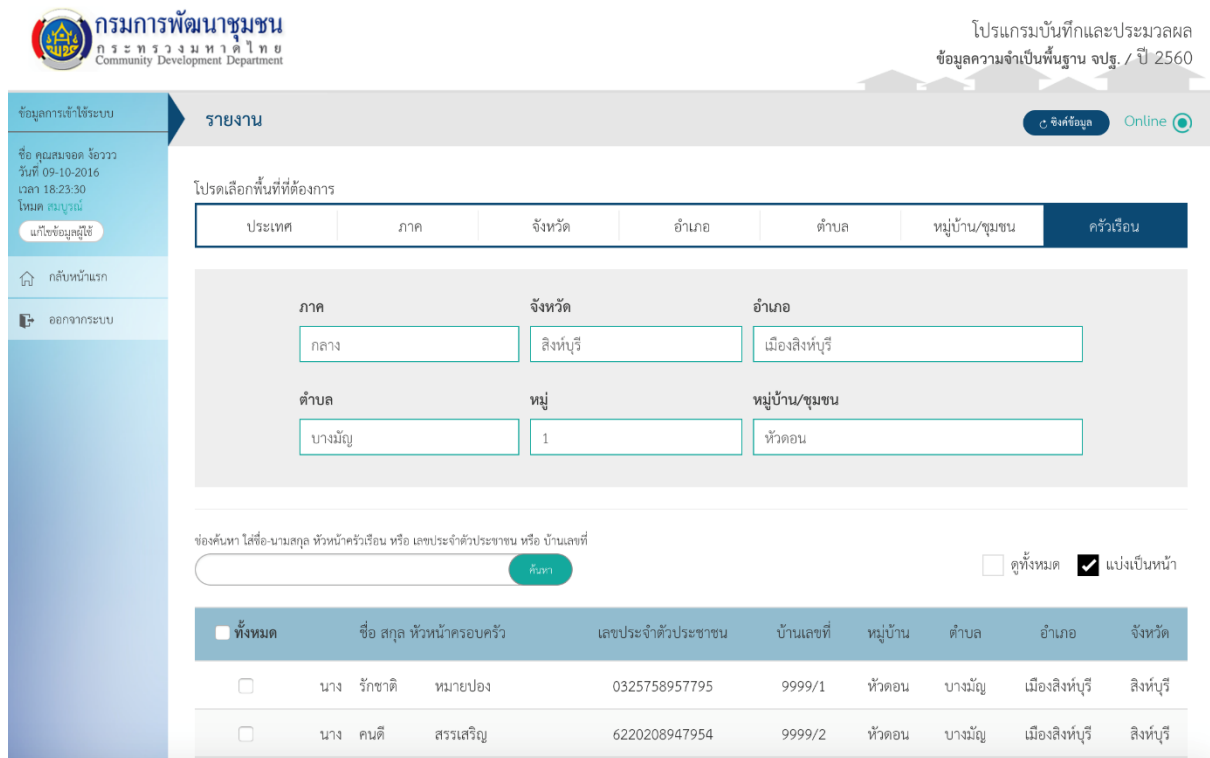 กรมการพัฒนาชุมชน
กระทรวงมหาดไทย
Community Development Department
โปรแกรมบันทึกและประมวลผล
ข้อมูลความจำเป็นพื้นฐาน จปฐ. / ปี 2560
ข้อมูลการเข้าใช้ระบบ
ชื่อ คุณสมจอด ง้อววว
วันที่ 09-10-2016
เวลา 18:23:30
โหมด สมบูรณ์
แก้ไขข้อมูลผู้ใช้
กลับหน้าแรก
ออกจากระบบ
รายงาน
ซิงค์ข้อมูล Online
โปรดเลือกพื้นที่ที่ต้องการ
ประเทศ ภาค จังหวัด อำเภอ ตำบล หมู่บ้าน/ชุมชน ครัวเรือน
ภาค จังหวัด อำเภอ
กลาง สิงห์บุรี เมืองสิงห์บุรี
ตำบล หมู่ หมู่บ้าน/ชุมชน
บางมัญ 1 หัวดอน
ช่องค้นหา ใส่ชื่อ-นามสกุล หัวหน้าครัวเรือน หรือ เลขประจำตัวประชาชน หรือ บ้านเลขที่
ค้นหา ดูทั้งหมด แบ่งเป็นหน้า
ทั้งหมด ชื่อ สกุล หัวหน้าครอบครัว เลขประจำตัวประชาชน บ้านเลขที่ หมู่บ้าน ตำบล อำเภอ จังหวัด
นาง รักชาติ หมายปอง 0325758957795 9999/1 หัวดอน บางมัญ เมืองสิงห์บุรี สิงห์บุรี
นาง คนดี สรรเสริญ 6220208947954 9999/2 หัวดอน บางมัญ เมืองสิงห์บุรี สิงห์บุรี